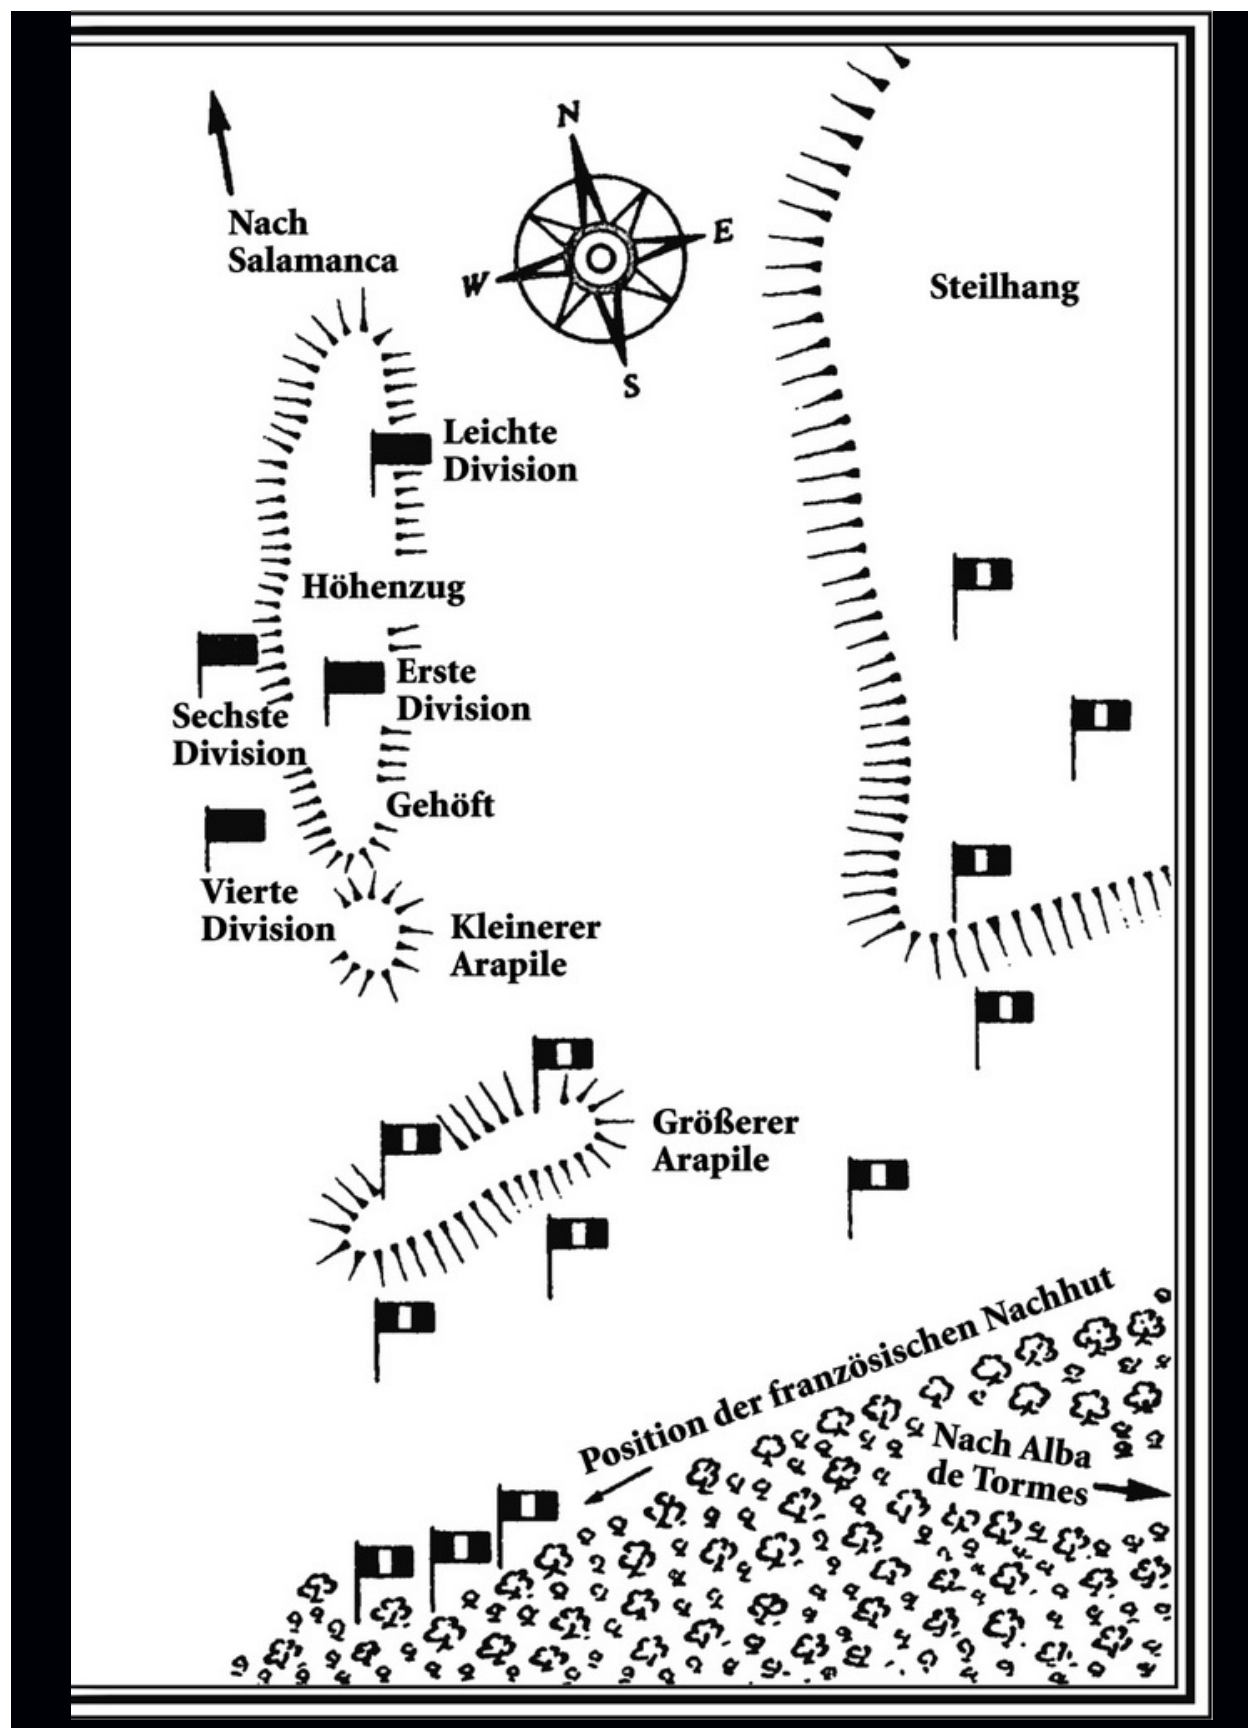 N
E
W
S
Nach
Salamanca
Steilhang
Leichte
Division
Höhenzug
Erste
Division
Sechste
Division
Gehöft
Vierte
Division
Kleinerer
Arapile
Größerer
Arapile
Position der französischen Nachhut
Nach Alba
de Tormes